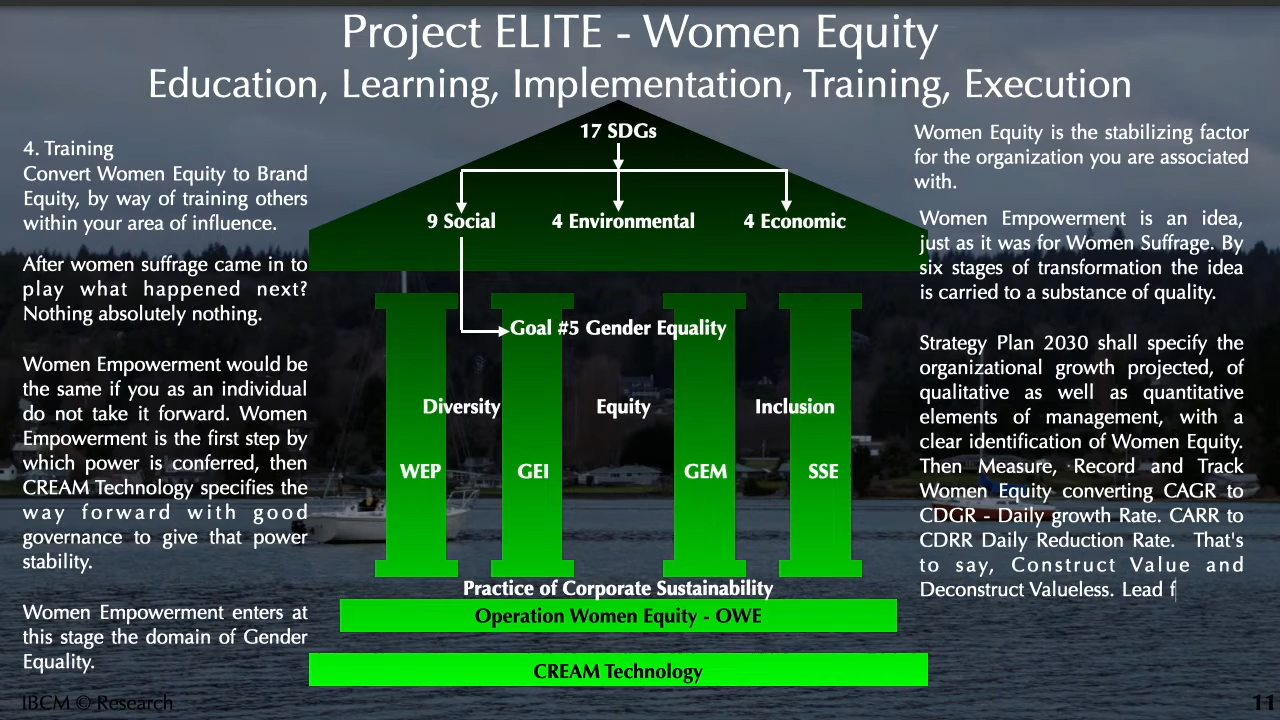 Project ELITE - Women Equity
Education, Learning, Implementation, Training, Execution
4. Training
Convert Women Equity to Brand
Equity, by way of training others
within your area of influence.
After women suffrage came in to
play what happened next?
Nothing absolutely nothing.
Women Empowerment would be
the same if you as an individual
do not take it forward. Women
Empowerment is the first step by
which power is conferred, then
CREAM Technology specifies the
way forward with good
governance to give that power
stability.
Women Empowerment enters at
this stage the domain of Gender
Equality.
17 SDGs
9 Social
4 Environmental
4 Economic
Goal #5 Gender Equality
Diversity
Equity
Inclusion
WEP
GEI
GEM
SSE
Practice of Corporate Sustainability
Operation Women Equity - OWE
CREAM Technology
Women Equity is the stabilizing factor
for the organization you are associated
with.
Women Empowerment is an idea,
just as it was for Women Suffrage. By
six stages of transformation the idea
is carried to a substance of quality.
Strategy Plan 2030 shall specify the
organizational growth projected, of
qualitative as well as quantitative
elements of management, with a
clear identification of Women Equity.
Then Measure, Record and Track
Women Equity converting CAGR to
CDGR - Daily growth Rate. CARR to
CDRR Daily Reduction Rate. That's
to say, Construct Value and
Deconstruct Valueless. Lead f
IBCM © Research
11